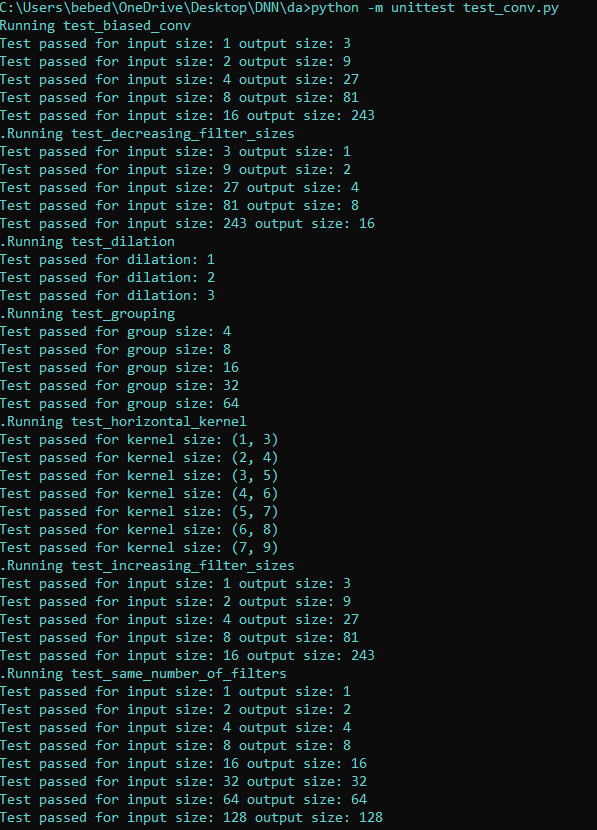 C:\Users\bebed\OneDrive\Desktop\DNN\da>python -m unittest test_conv.py
Running test_biased_conv
Test passed for input size: 1 output size: 3
Test passed for input size: 2 output size: 9
Test passed for input size: 4 output size: 27
Test passed for input size: 8 output size: 81
Test passed for input size: 16 output size: 243
.Running test_decreasing_filter_sizes
Test passed for input size: 3 output size: 1
Test passed for input size: 9 output size: 2
Test passed for input size: 27 output size: 4
Test passed for input size: 81 output size: 8
Test passed for input size: 243 output size: 16
.Running test_dilation
Test passed for dilation: 1
Test passed for dilation: 2
Test passed for dilation: 3
.Running test_grouping
Test passed for group size: 4
Test passed for group size: 8
Test passed for group size: 16
Test passed for group size: 32
Test passed for group size: 64
.Running test_horizontal_kernel
Test passed for kernel size: (1, 3)
Test passed for kernel size: (2, 4)
Test passed for kernel size: (3, 5)
Test passed for kernel size: (4, 6)
Test passed for kernel size: (5, 7)
Test passed for kernel size: (6, 8)
Test passed for kernel size: (7, 9)
.Running test_increasing_filter_sizes
Test passed for input size: 1 output size: 3
Test passed for input size: 2 output size: 9
Test passed for input size: 4 output size: 27
Test passed for input size: 8 output size: 81
Test passed for input size: 16 output size: 243
.Running test_same_number_of_filters
Test passed for input size: 1 output size: 1
Test passed for input size: 2 output size: 2
Test passed for input size: 4 output size: 4
Test passed for input size: 8 output size: 8
Test passed for input size: 16 output size: 16
Test passed for input size: 32 output size: 32
Test passed for input size: 64 output size: 64
Test passed for input size: 128 output size: 128